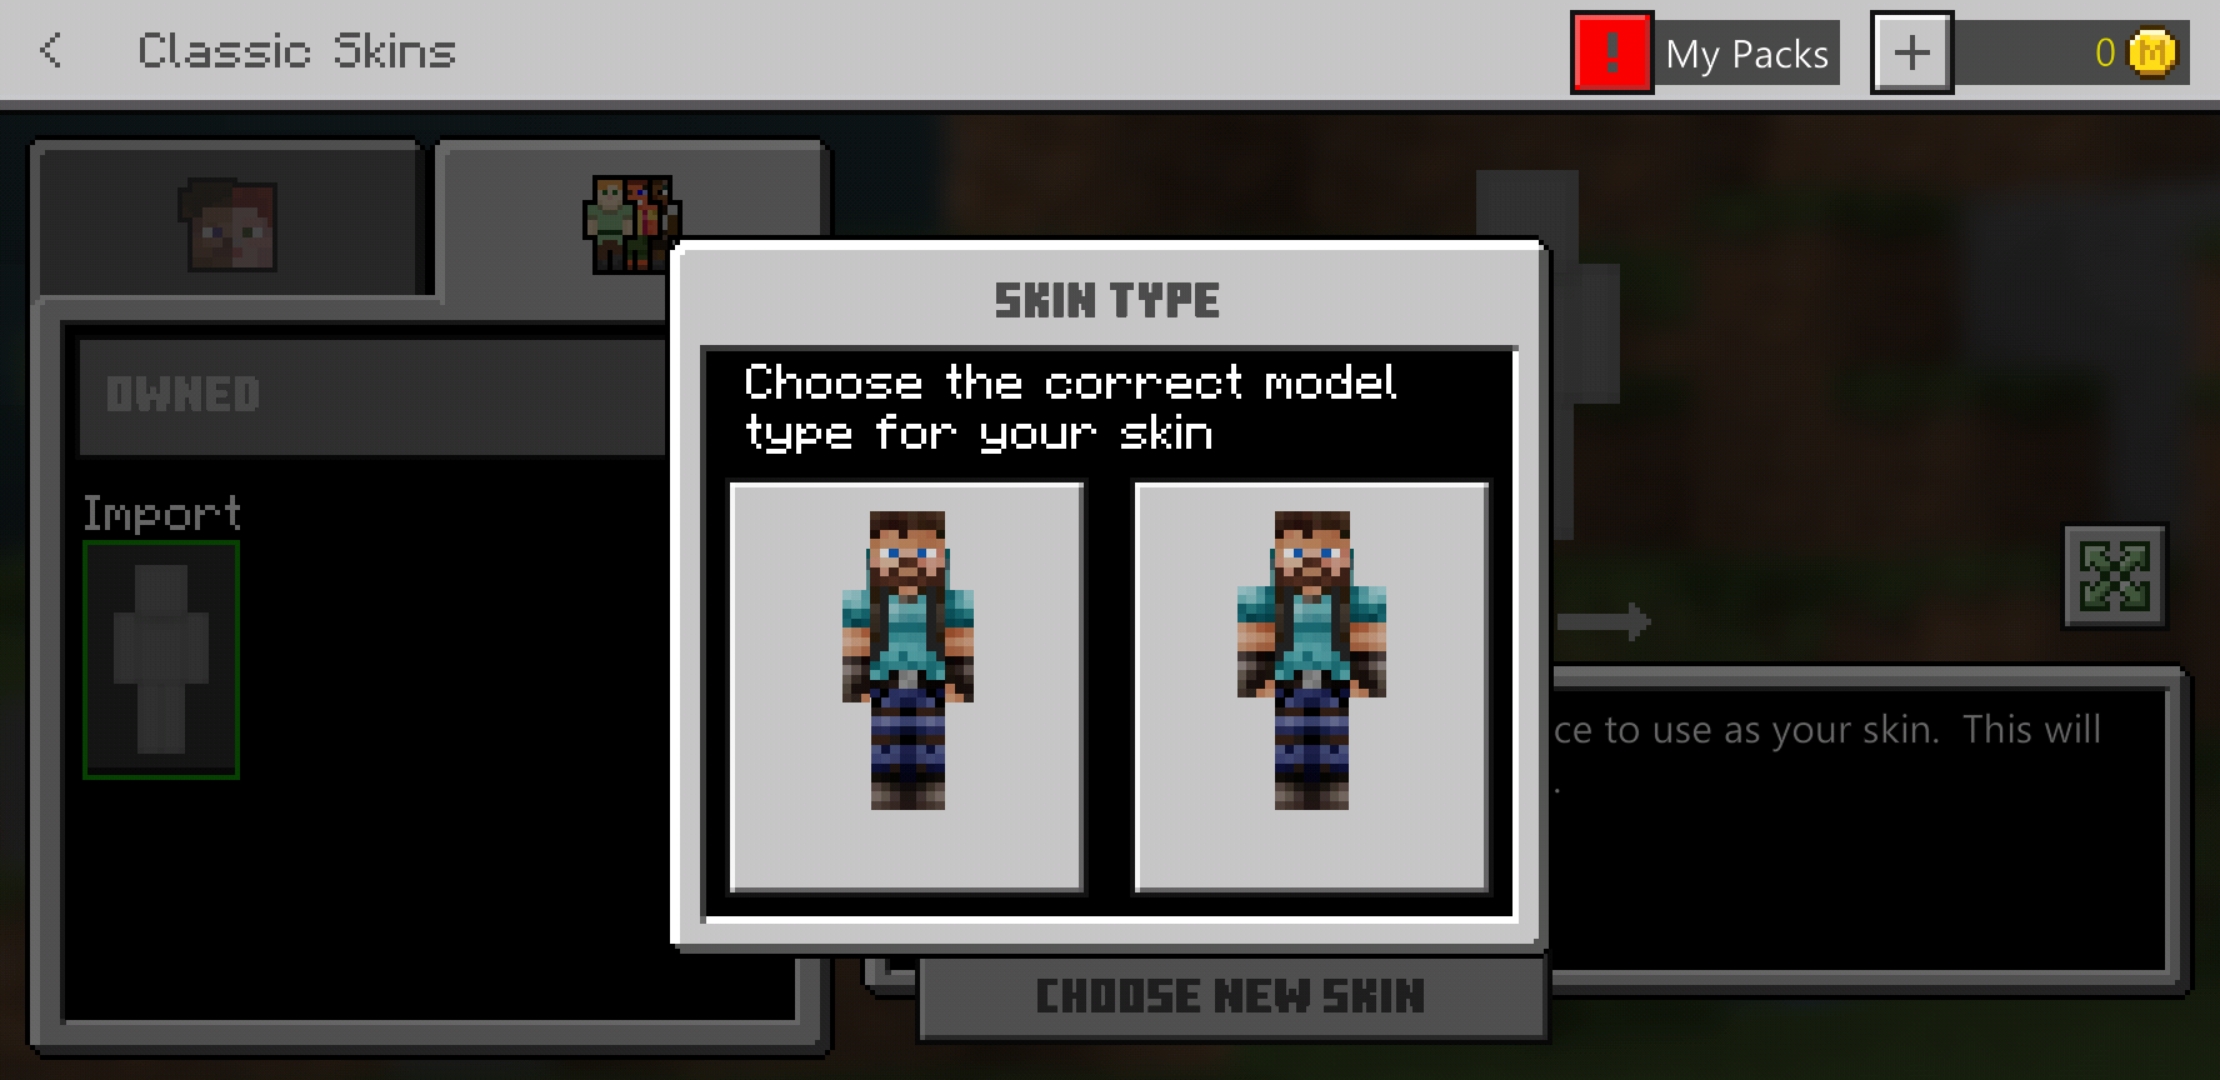 Classic Skins
!
My Packs
+
0
SKIN TYPE
OWNED
Choose the correct model
type for your skin
Import
ce to use as your skin.  This will
.
CHOOSE NEW SKIN